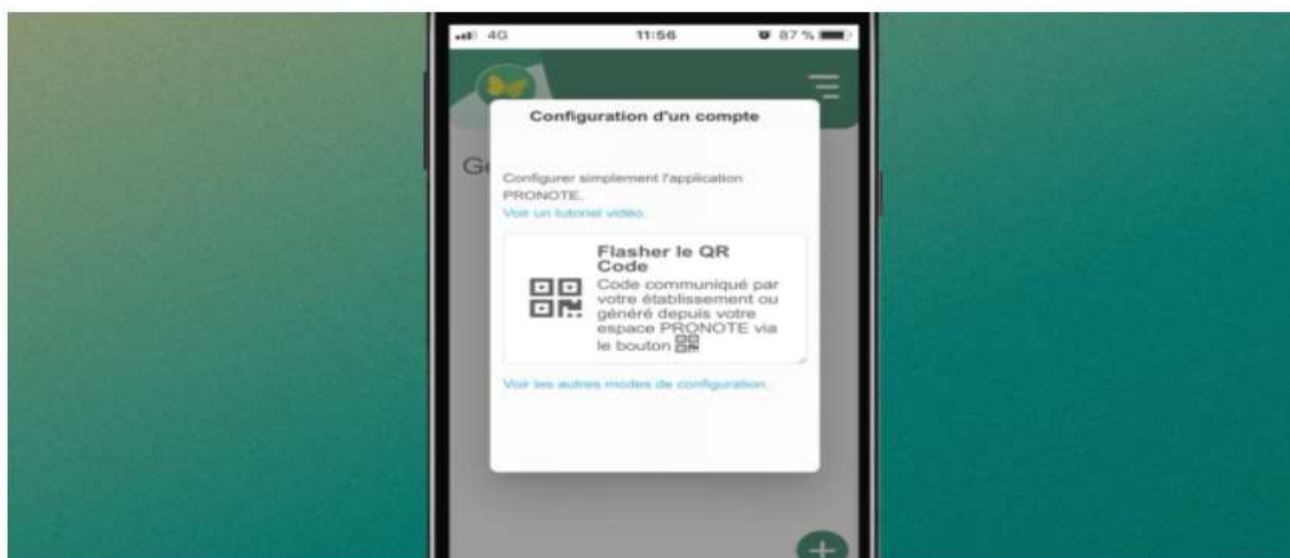 4G 11:56 87 %
Configuration d'un compte
Configurer simplement l'application
PRONOTE.
Voir un tutoriel vidéo.
Flasher le QR
Code
Code communiqué par
votre établissement ou
généré depuis votre
espace PRONOTE via
le bouton
Voir les autres modes de configuration.